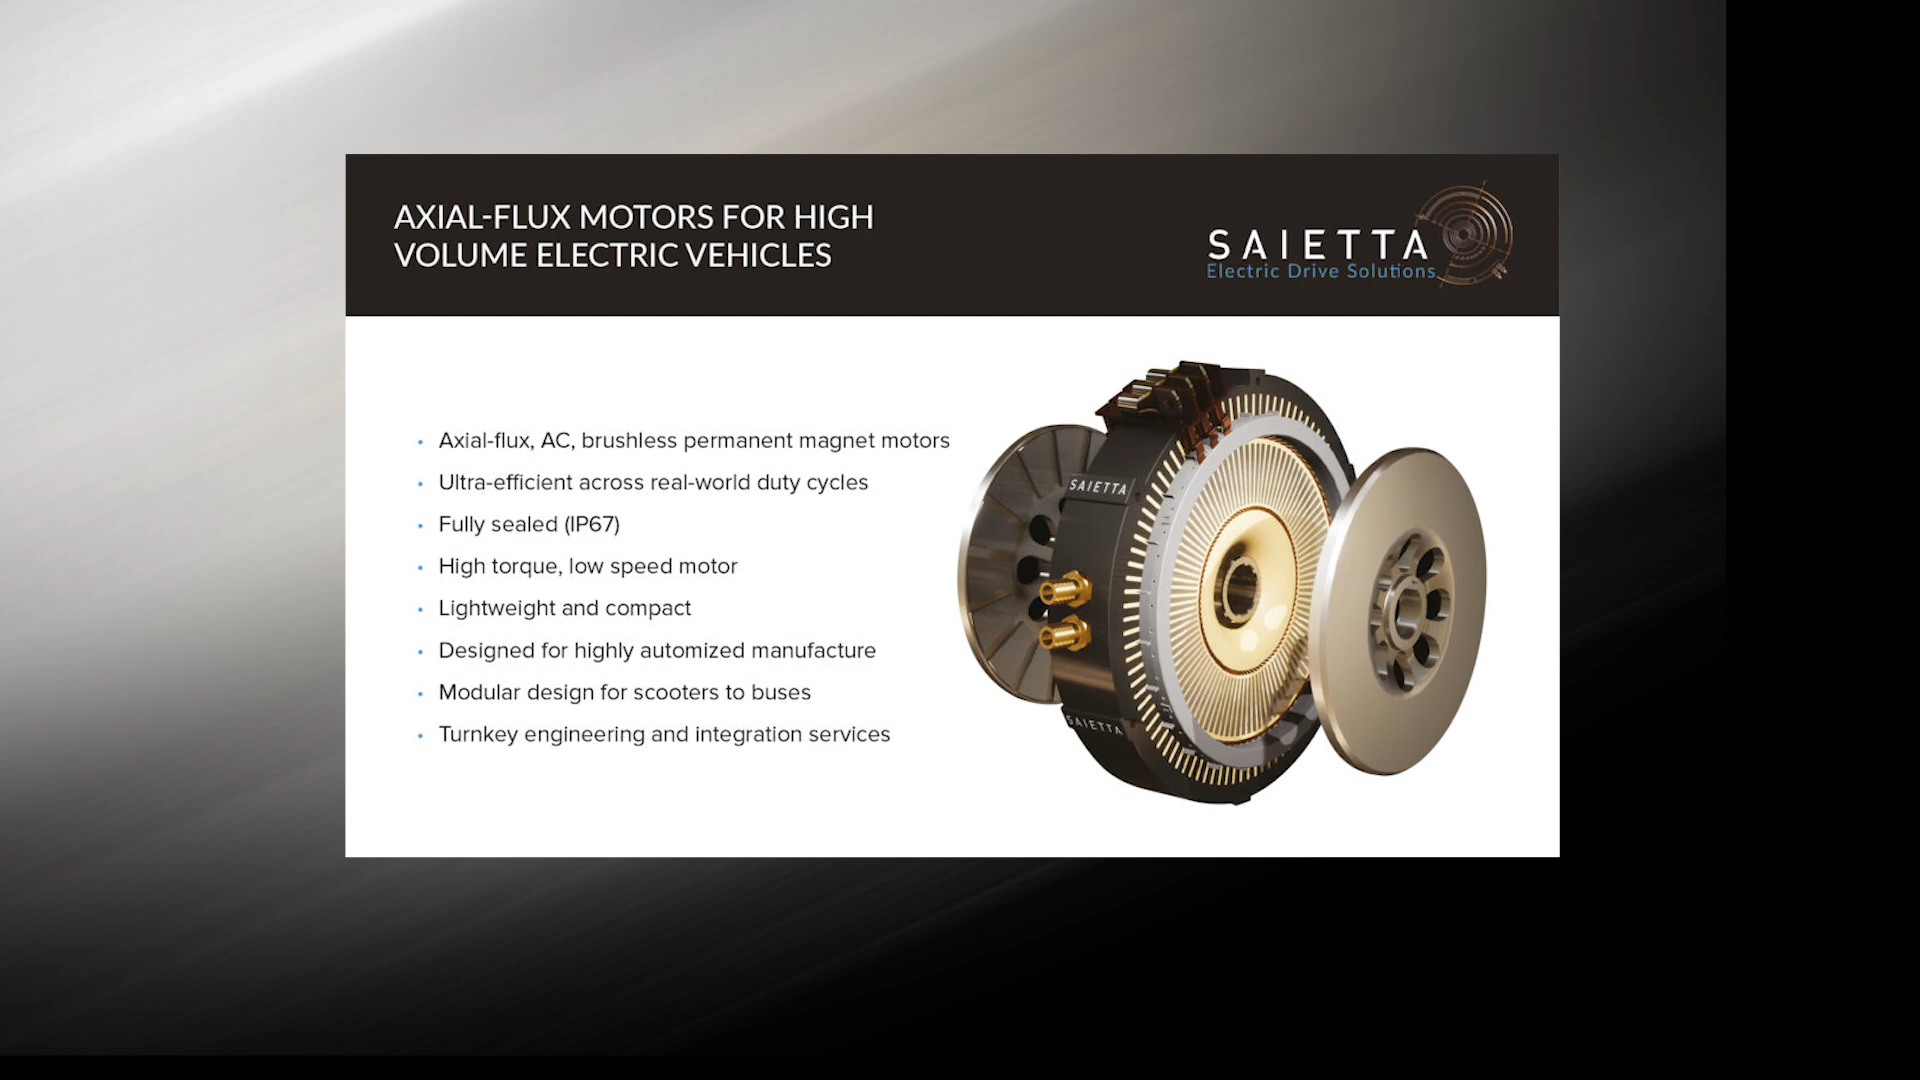 AXIAL-FLUX MOTORS FOR HIGH
VOLUME ELECTRIC VEHICLES
SAIETTA
Electric Drive Solutions
• Axial-flux, AC, brushless permanent magnet motors
• Ultra-efficient across real-world duty cycles
• Fully sealed (IP67)
• High torque, low speed motor
• Lightweight and compact
• Designed for highly automized manufacture
• Modular design for scooters to buses
• Turnkey engineering and integration services
SAIETTA
SAIETTA